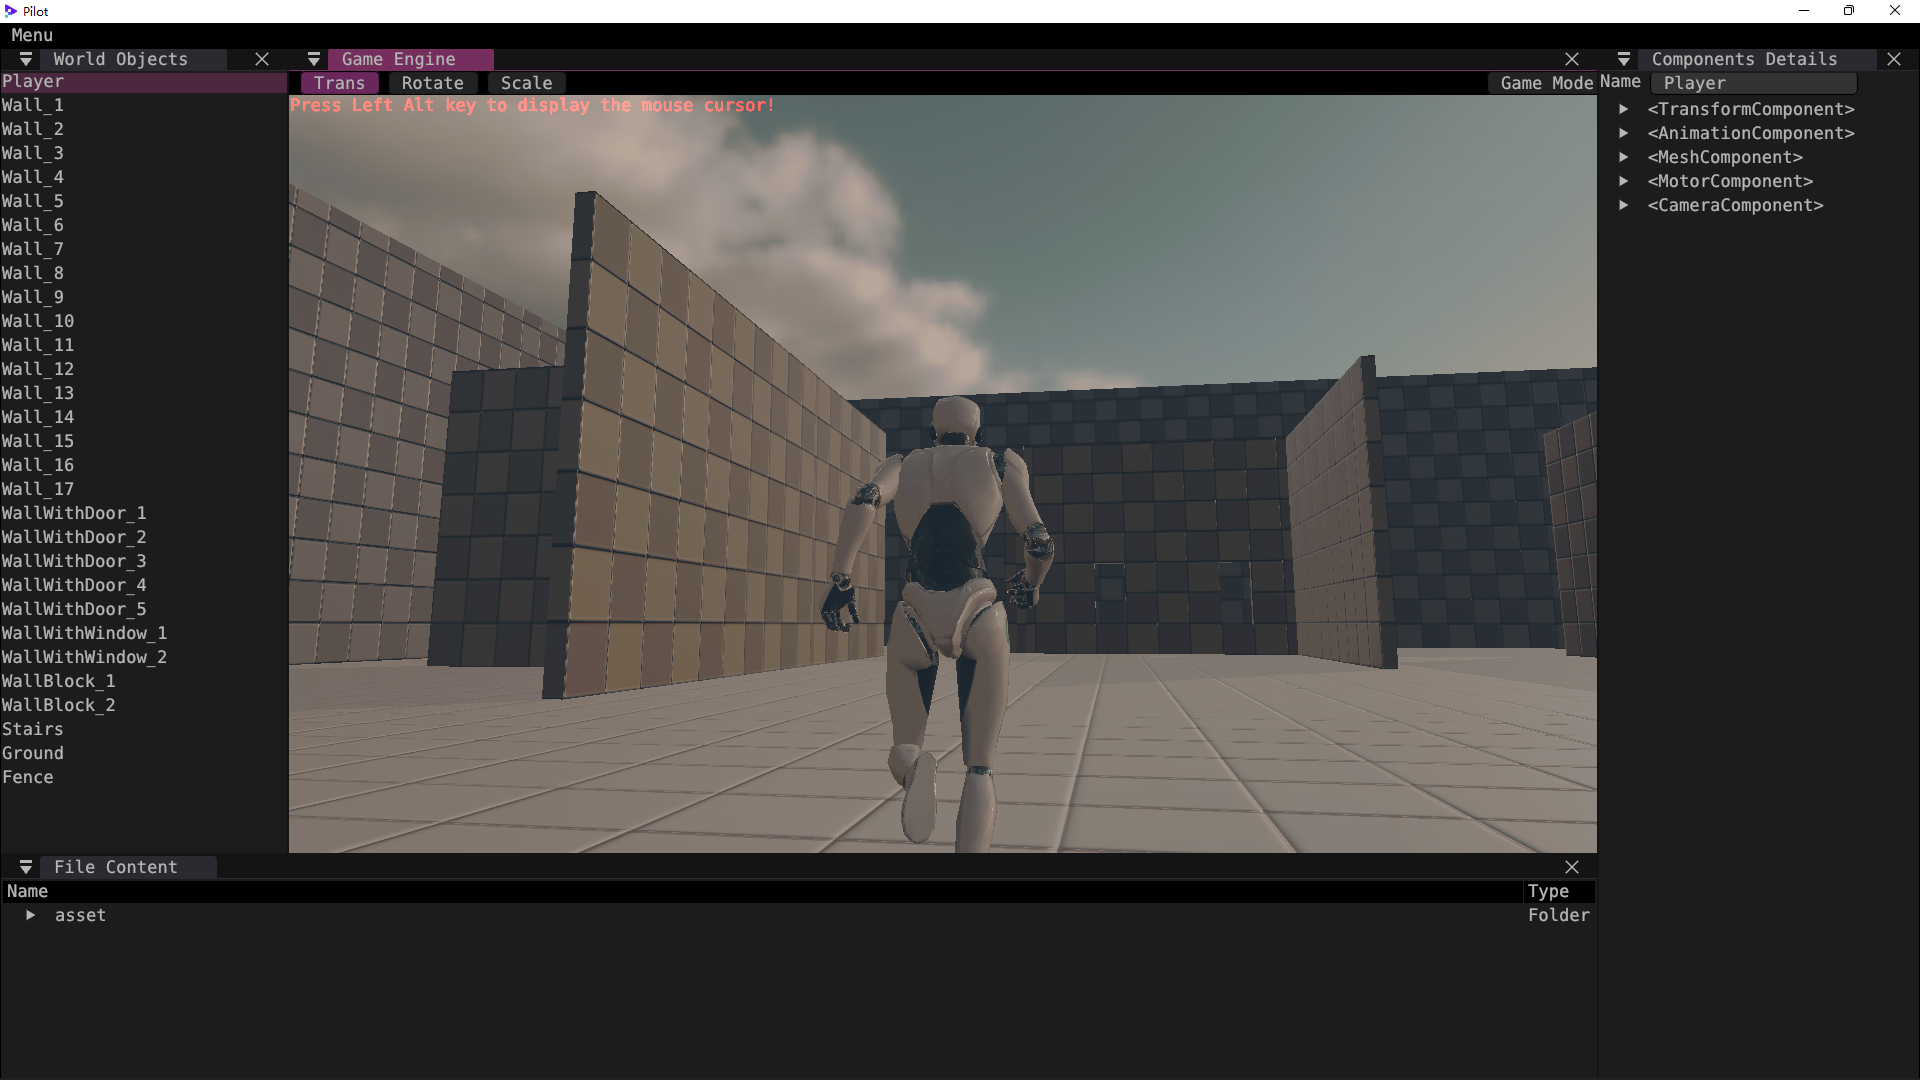 Pilot
Menu
World Objects
Game Engine
Components Details
Trans Rotate Scale Game Mode
Press Left Alt key to display the mouse cursor!
Player
Wall_1
Wall_2
Wall_3
Wall_4
Wall_5
Wall_6
Wall_7
Wall_8
Wall_9
Wall_10
Wall_11
Wall_12
Wall_13
Wall_14
Wall_15
Wall_16
Wall_17
WallWithDoor_1
WallWithDoor_2
WallWithDoor_3
WallWithDoor_4
WallWithDoor_5
WallWithWindow_1
WallWithWindow_2
WallBlock_1
WallBlock_2
Stairs
Ground
Fence
Name Player
<TransformComponent>
<AnimationComponent>
<MeshComponent>
<MotorComponent>
<CameraComponent>
File Content
Name Type
asset Folder